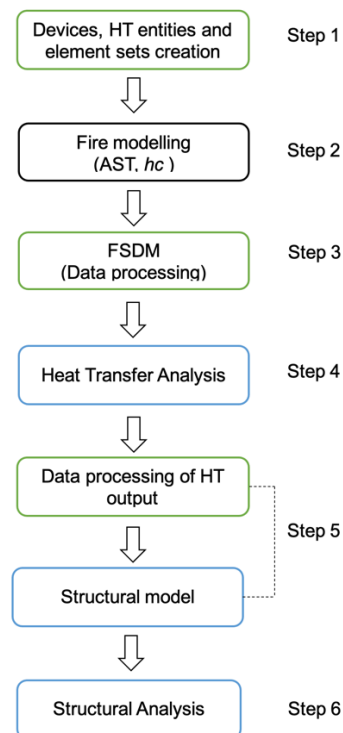 Devices, HT entities and
element sets creation
Step 1
Fire modelling
(AST, hc )
Step 2
FSDM
(Data processing)
Step 3
Heat Transfer Analysis
Step 4
Data processing of HT
output
Step 5
Structural model
Structural Analysis
Step 6